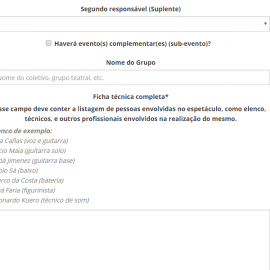 Segundo responsável (Suplente)
Haverá evento(s) complementar(es) (sub-evento)?
Nome do Grupo
ome do coletivo, grupo teatral, etc.
Ficha técnica completa*
sse campo deve conter a listagem de pessoas envolvidas no espetáculo, como elenco,
técnicos, e outros profissionais envolvidos na realização do mesmo.
enco de exemplo:
a Cañas (voz e guitarra)
cio Maia (guitarra solo)
bá Jimenez (guitarra base)
bio Sá (baixo)
rco da Costa (bateria)
á Faria (figurinista)
onardo Kuero (técnico de som)